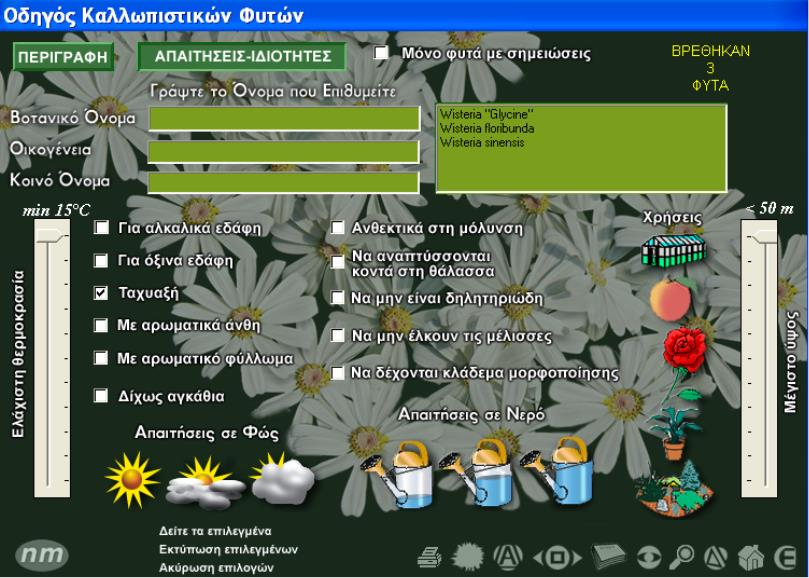 Οδηγός Καλλωπιστικών Φυτών
ΠΕΡΙΓΡΑΦΗ
ΑΠΑΙΤΗΣΕΙΣ-ΙΔΙΟΤΗΤΕΣ
Μόνο φυτά με σημειώσεις
ΒΡΕΘΗΚΑΝ
3
ΦΥΤΑ
Γράψτε το Όνομα που Επιθυμείτε
Βοτανικό Όνομα
Οικογένεια
Κοινό Όνομα
Wisteria "Glycine"
Wisteria floribunda
Wisteria sinensis
min 15°C
< 50 m
Χρήσεις
Ελάχιστη θερμοκρασία
Για αλκαλικά εδάφη
Για όξινα εδάφη
Ταχυαξή
Με αρωματικά άνθη
Με αρωματικό φύλλωμα
Δίχως αγκάθια
Ανθεκτικά στη μόλυνση
Να αναπτύσσονται
κοντά στη θάλασσα
Να μην είναι δηλητηριώδη
Να μην έλκουν τις μέλισσες
Να δέχονται κλάδεμα μορφοποίησης
Μέγιστο ύψος
Απαιτήσεις σε Φώς
Απαιτήσεις σε Νερό
Δείτε τα επιλεγμένα
Εκτύπωση επιλεγμένων
Ακύρωση επιλογών
nm